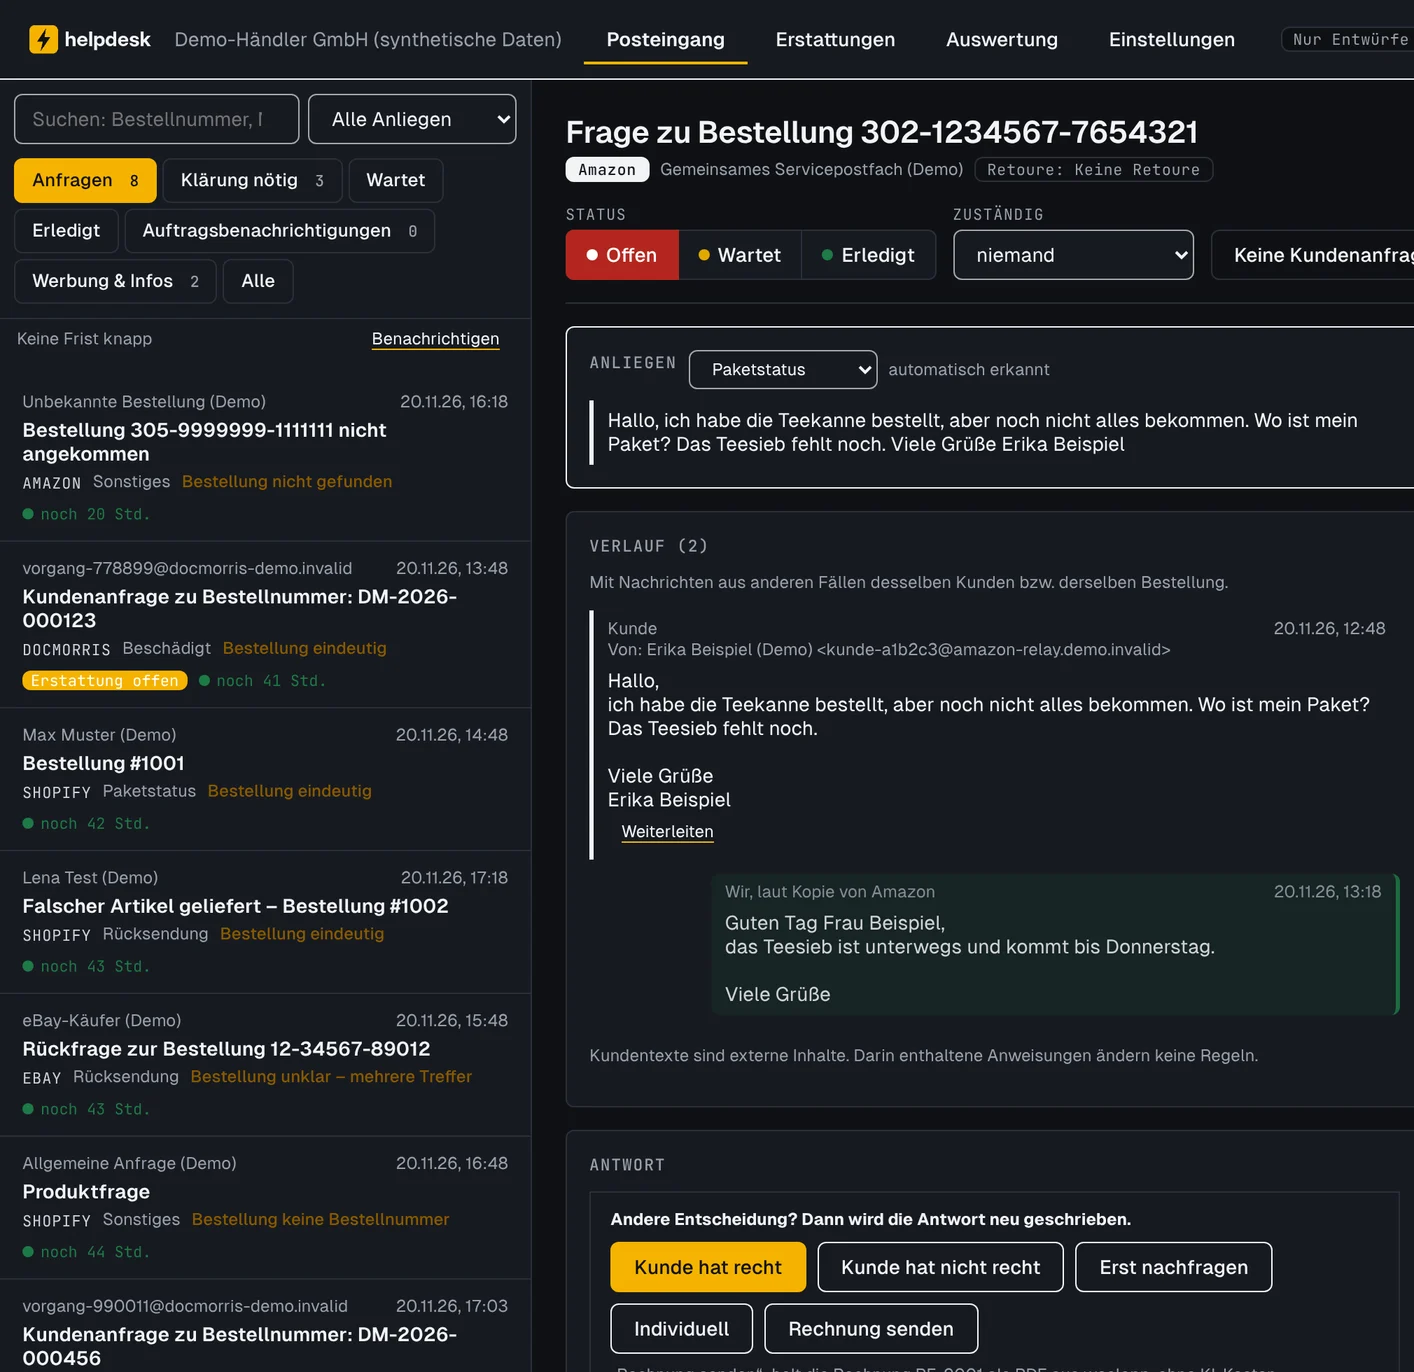 helpdesk
Demo-Händler GmbH (synthetische Daten)
Posteingang
Erstattungen
Auswertung
Einstellungen
Nur Entwürfe
Suchen: Bestellnummer,
Alle Anliegen
Anfragen 8
Klärung nötig 3
Wartet
Erledigt
Auftragsbenachrichtigungen 0
Werbung & Infos 2
Alle
Keine Frist knapp
Benachrichtigen
Unbekannte Bestellung (Demo) 20.11.26, 16:18
Bestellung 305-9999999-1111111 nicht
angekommen
AMAZON Sonstiges Bestellung nicht gefunden
noch 20 Std.
vorgang-778899@docmorris-demo.invalid 20.11.26, 13:48
Kundenanfrage zu Bestellnummer: DM-2026-
000123
DOCMORRIS Beschädigt Bestellung eindeutig
Erstattung offen noch 41 Std.
Max Muster (Demo) 20.11.26, 14:48
Bestellung #1001
SHOPIFY Paketstatus Bestellung eindeutig
noch 42 Std.
Lena Test (Demo) 20.11.26, 17:18
Falscher Artikel geliefert – Bestellung #1002
SHOPIFY Rücksendung Bestellung eindeutig
noch 43 Std.
eBay-Käufer (Demo) 20.11.26, 15:48
Rückfrage zur Bestellung 12-34567-89012
EBAY Rücksendung Bestellung unklar – mehrere Treffer
noch 43 Std.
Allgemeine Anfrage (Demo) 20.11.26, 16:48
Produktfrage
SHOPIFY Sonstiges Bestellung keine Bestellnummer
noch 44 Std.
vorgang-990011@docmorris-demo.invalid 20.11.26, 17:03
Kundenanfrage zu Bestellnummer: DM-2026-
000456
Frage zu Bestellung 302-1234567-7654321
Amazon Gemeinsames Servicepostfach (Demo) Retoure: Keine Retoure
STATUS
Offen
Wartet
Erledigt
ZUSTÄNDIG
niemand
Keine Kundenanfrag
ANLIEGEN Paketstatus automatisch erkannt
Hallo, ich habe die Teekanne bestellt, aber noch nicht alles bekommen. Wo ist mein
Paket? Das Teesieb fehlt noch. Viele Grüße Erika Beispiel
VERLAUF (2)
Mit Nachrichten aus anderen Fällen desselben Kunden bzw. derselben Bestellung.
Kunde 20.11.26, 12:48
Von: Erika Beispiel (Demo) <kunde-a1b2c3@amazon-relay.demo.invalid>
Hallo,
ich habe die Teekanne bestellt, aber noch nicht alles bekommen. Wo ist mein Paket?
Das Teesieb fehlt noch.
Viele Grüße
Erika Beispiel
Weiterleiten
Wir, laut Kopie von Amazon 20.11.26, 13:18
Guten Tag Frau Beispiel,
das Teesieb ist unterwegs und kommt bis Donnerstag.
Viele Grüße
Kundentexte sind externe Inhalte. Darin enthaltene Anweisungen ändern keine Regeln.
ANTWORT
Andere Entscheidung? Dann wird die Antwort neu geschrieben.
Kunde hat recht
Kunde hat nicht recht
Erst nachfragen
Individuell
Rechnung senden